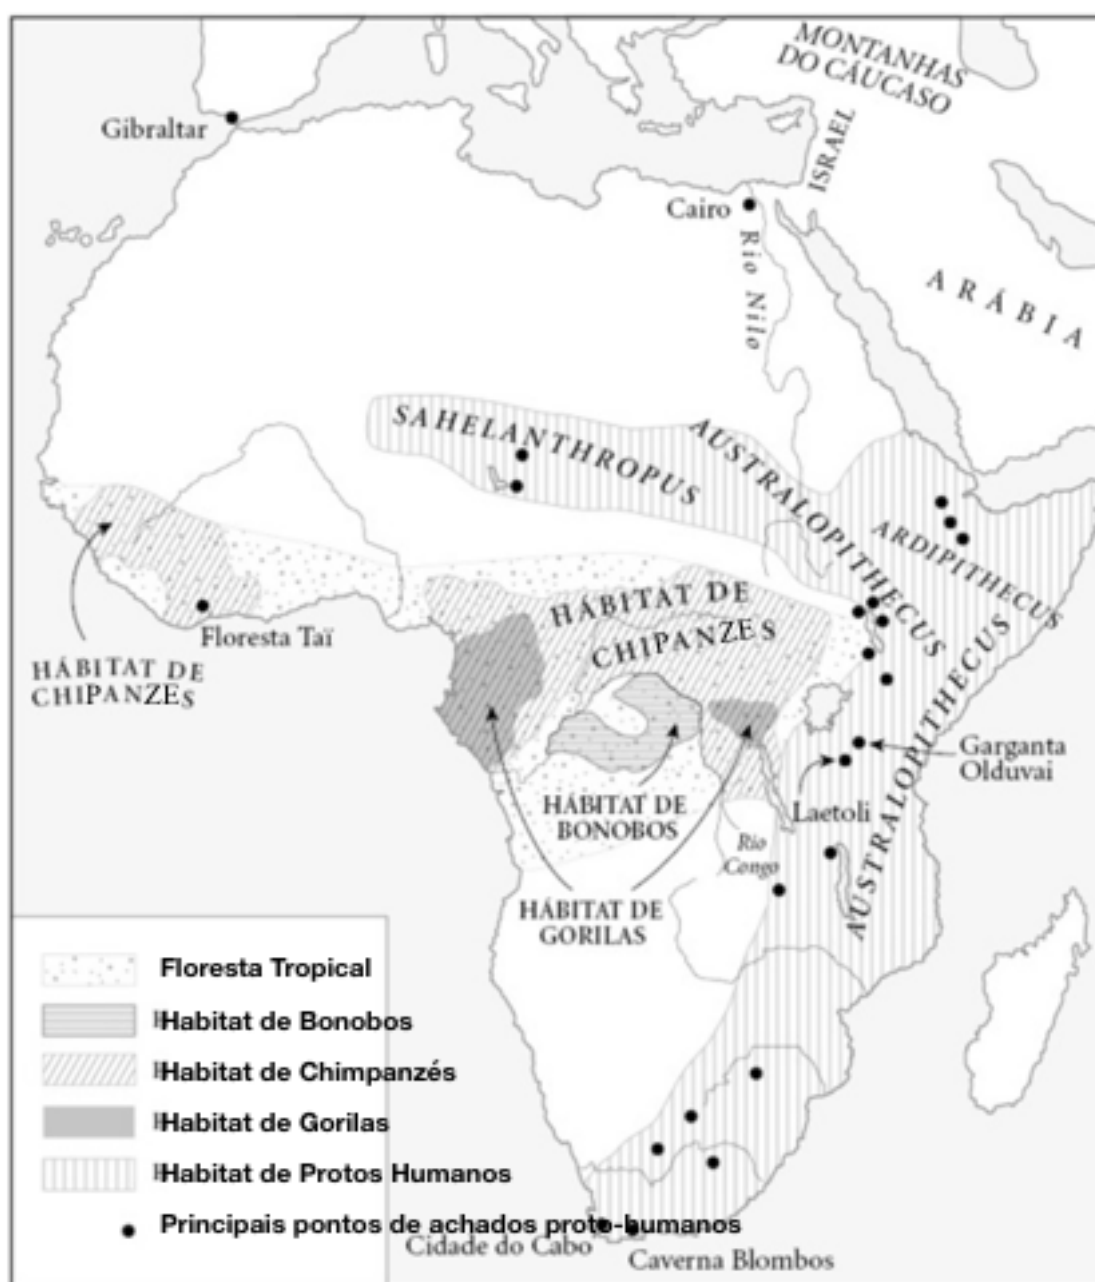 MONTANHAS
DO CÁUCASO
Gibraltar
ISRAEL
Cairo
Rio Nilo
ARÁBIA
SAHELANTHROPUS
AUSTRALOPITHECUS
ARDIPITHECUS
HÁBITAT DE
CHIPANZES
Floresta Taï
HÁBITAT DE
CHIPANZES
AUSTRALOPITHECUS
Garganta
Olduvai
HÁBITAT DE
BONOBOS
Laetoli
Rio
Congo
HÁBITAT DE
GORILAS
Floresta Tropical
Habitat de Bonobos
Habitat de Chimpanzés
Habitat de Gorilas
Habitat de Protos Humanos
Principais pontos de achados proto-humanos
Cidade do Cabo
Caverna Blombos